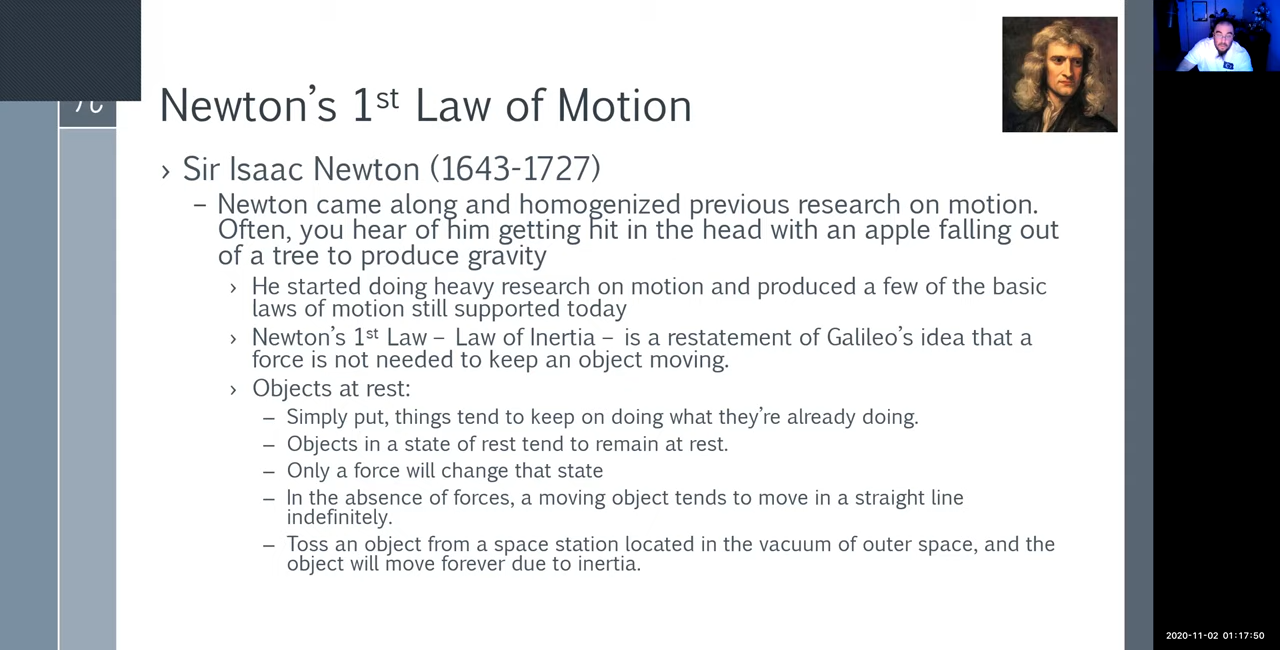 Newton's 1st Law of Motion
› Sir Isaac Newton (1643-1727)
– Newton came along and homogenized previous research on motion.
Often, you hear of him getting hit in the head with an apple falling out
of a tree to produce gravity
› He started doing heavy research on motion and produced a few of the basic
laws of motion still supported today
› Newton's 1st Law – Law of Inertia – is a restatement of Galileo's idea that a
force is not needed to keep an object moving.
› Objects at rest:
– Simply put, things tend to keep on doing what they're already doing.
– Objects in a state of rest tend to remain at rest.
– Only a force will change that state
– In the absence of forces, a moving object tends to move in a straight line
indefinitely.
– Toss an object from a space station located in the vacuum of outer space, and the
object will move forever due to inertia.
2020-11-02 01:17:50